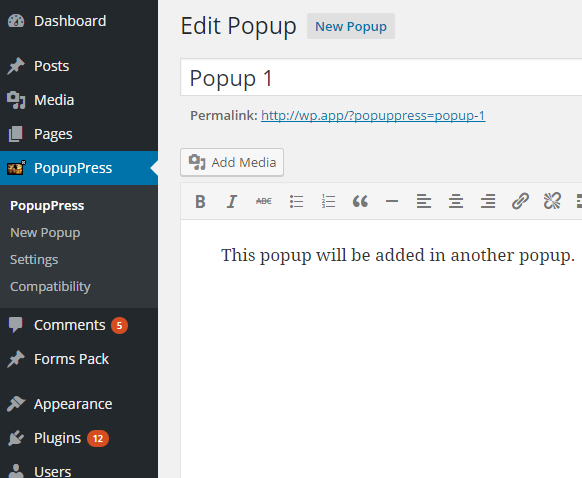 Dashboard
Posts
Media
Pages
PopupPress
PopupPress
New Popup
Settings
Compatibility
Comments 5
Forms Pack
Appearance
Plugins 12
Users
Edit Popup New Popup
Popup 1
Permalink: http://wp.app/?popuppress=popup-1
Add Media
B I ABC
This popup will be added in another popup.